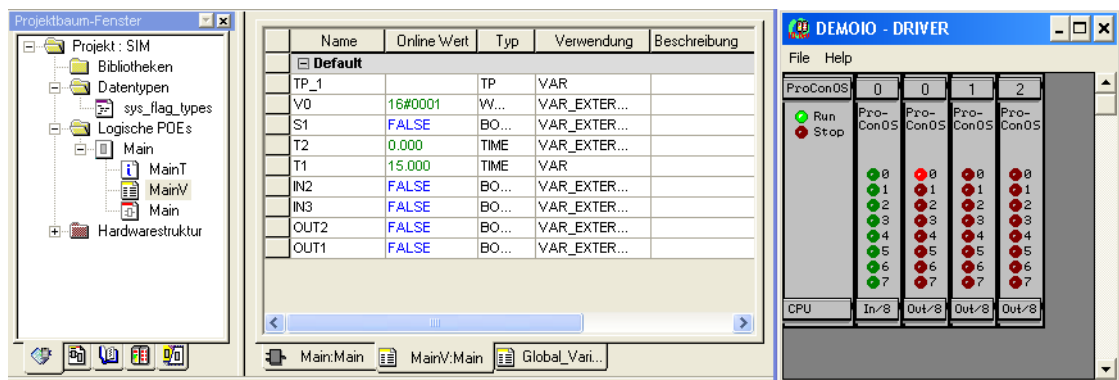 Projektbaum-Fenster
Projekt : SIM
Bibliotheken
Datentypen
sys_flag_types
Logische POEs
Main
MainT
MainV
Main
Hardwarestruktur
Name Online Wert Typ Verwendung Beschreibung
Default
TP_1 TP VAR
V0 16#0001 W... VAR_EXTER...
S1 FALSE BO... VAR_EXTER...
T2 0.000 TIME VAR_EXTER...
T1 15.000 TIME VAR
IN2 FALSE BO... VAR_EXTER...
IN3 FALSE BO... VAR_EXTER...
OUT2 FALSE BO... VAR_EXTER...
OUT1 FALSE BO... VAR_EXTER...
Main:Main MainV:Main Global_Vari...
DEMOIO - DRIVER
File Help
ProConOS 0 0 1 2
Run Pro- Pro- Pro- Pro-
Stop ConOS ConOS ConOS ConOS
0 0 0 0
1 1 1 1
2 2 2 2
3 3 3 3
4 4 4 4
5 5 5 5
6 6 6 6
7 7 7 7
CPU In/8 Out/8 Out/8 Out/8